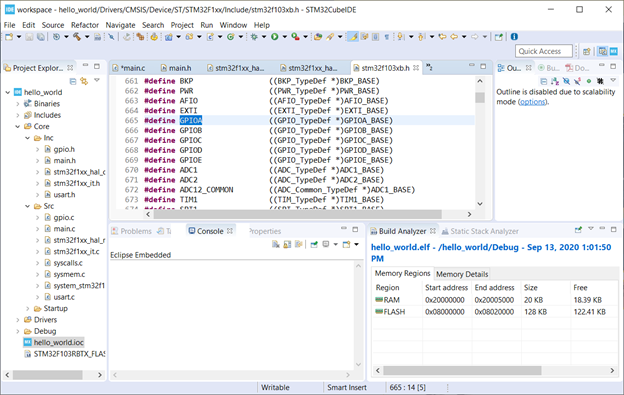 workspace - hello_world/Drivers/CMSIS/Device/ST/STM32F1xx/Include/stm32f103xb.h - STM32CubeIDE
File Edit Source Refactor Navigate Search Project Run Window Help
Quick Access
Project Explor...
hello_world
Binaries
Includes
Core
Inc
gpio.h
main.h
stm32f1xx_hal_c
stm32f1xx_it.h
usart.h
Src
gpio.c
main.c
stm32f1xx_hal_r
stm32f1xx_it.c
syscalls.c
sysmem.c
system_stm32f1
usart.c
Startup
Drivers
Debug
hello_world.ioc
STM32F103RBTX_FLAS
*main.c main.h stm32f1xx_ha... stm32f1xx_ha... stm32f103xb.h
661 #define BKP ((BKP_TypeDef *)BKP_BASE)
662 #define PWR ((PWR_TypeDef *)PWR_BASE)
663 #define AFIO ((AFIO_TypeDef *)AFIO_BASE)
664 #define EXTI ((EXTI_TypeDef *)EXTI_BASE)
665 #define GPIOA ((GPIO_TypeDef *)GPIOA_BASE)
666 #define GPIOB ((GPIO_TypeDef *)GPIOB_BASE)
667 #define GPIOC ((GPIO_TypeDef *)GPIOC_BASE)
668 #define GPIOD ((GPIO_TypeDef *)GPIOD_BASE)
669 #define GPIOE ((GPIO_TypeDef *)GPIOE_BASE)
670 #define ADC1 ((ADC_TypeDef *)ADC1_BASE)
671 #define ADC2 ((ADC_TypeDef *)ADC2_BASE)
672 #define ADC12_COMMON ((ADC_Common_TypeDef *)ADC1_BASE)
673 #define TIM1 ((TIM_TypeDef *)TIM1_BASE)
674 #define SPI1 ((SPI_TypeDef *)SPI1_BASE)
Ou... Bu... Do...
Outline is disabled due to scalability
mode (options).
Problems Console Properties
Eclipse Embedded
Build Analyzer Static Stack Analyzer
hello_world.elf - /hello_world/Debug - Sep 13, 2020 1:01:50
PM
Memory Regions Memory Details
Region Start address End address Size Free
RAM 0x20000000 0x20005000 20 KB 18.39 KB
FLASH 0x08000000 0x08020000 128 KB 122.41 KB
Writable Smart Insert 665 : 14 [5]